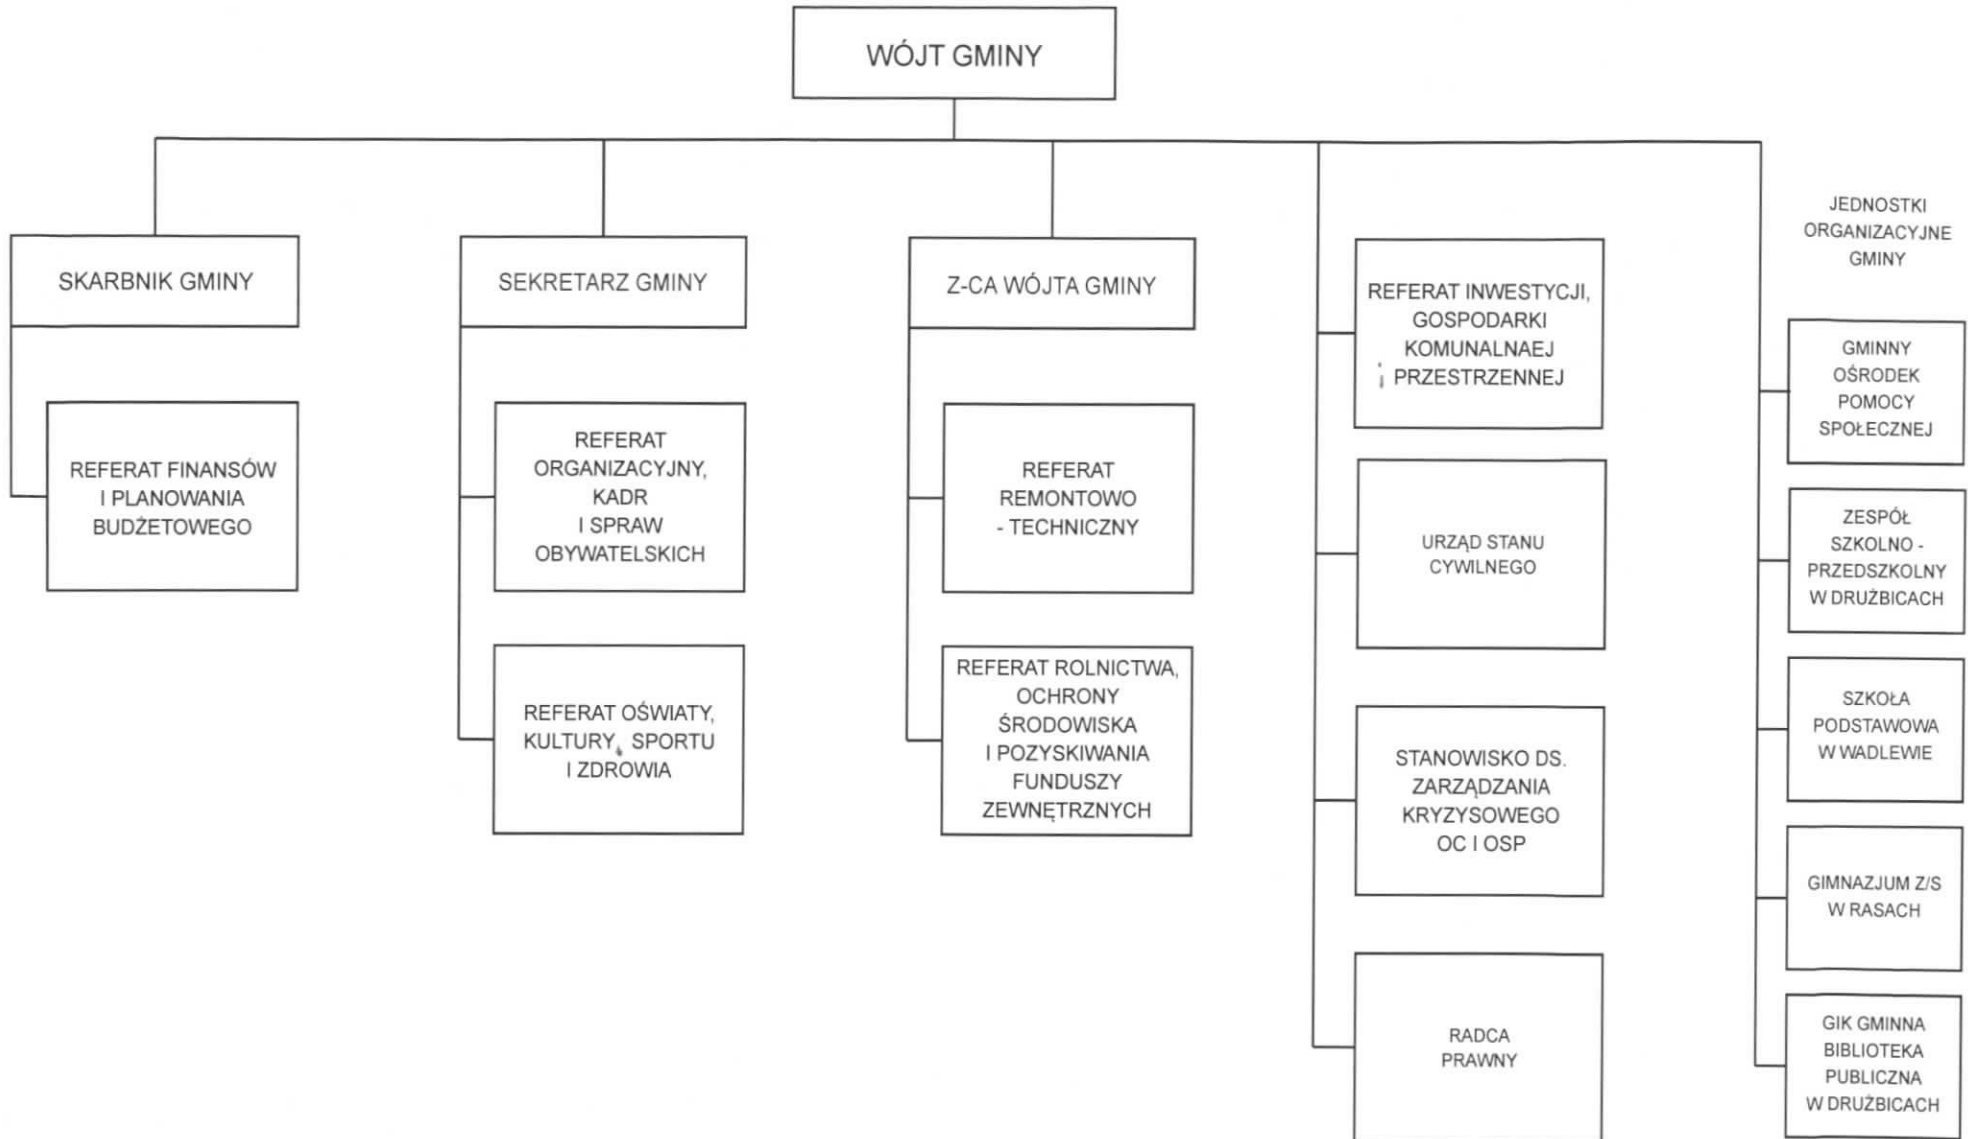 WÓJT GMINY
SKARBNIK GMINY
REFERAT FINANSÓW
I PLANOWANIA
BUDŻETOWEGO
SEKRETARZ GMINY
REFERAT
ORGANIZACYJNY,
KADR
I SPRAW
OBYWATELSKICH
REFERAT OŚWIATY,
KULTURY, SPORTU
I ZDROWIA
Z-CA WÓJTA GMINY
REFERAT
REMONTOWO
- TECHNICZNY
REFERAT ROLNICTWA,
OCHRONY
ŚRODOWISKA
I POZYSKIWANIA
FUNDUSZY
ZEWNĘTRZNYCH
REFERAT INWESTYCJI,
GOSPODARKI
KOMUNALNAEJ
i PRZESTRZENNEJ
URZĄD STANU
CYWILNEGO
STANOWISKO DS.
ZARZĄDZANIA
KRYZYSOWEGO
OC I OSP
RADCA
PRAWNY
JEDNOSTKI
ORGANIZACYJNE
GMINY
GMINNY
OŚRODEK
POMOCY
SPOŁECZNEJ
ZESPÓŁ
SZKOLNO -
PRZEDSZKOLNY
W DRUŻBICACH
SZKOŁA
PODSTAWOWA
W WADLEWIE
GIMNAZJUM Z/S
W RASACH
GIK GMINNA
BIBLIOTEKA
PUBLICZNA
W DRUŻBICACH